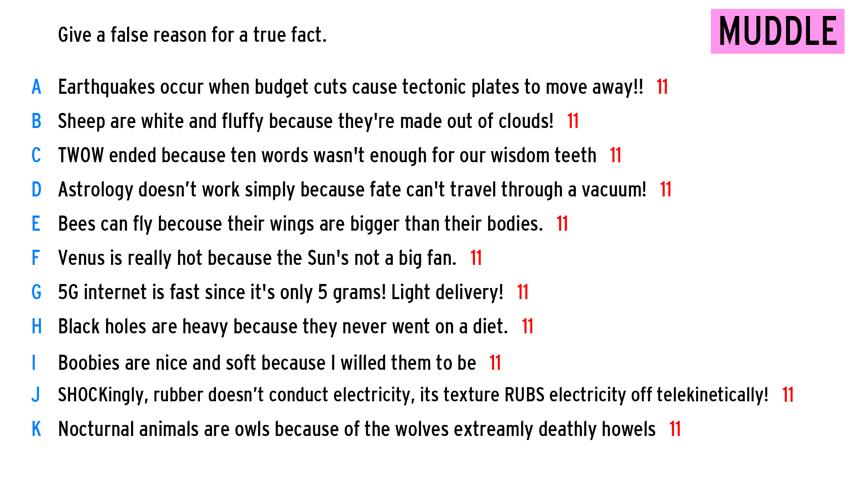 Give a false reason for a true fact.
MUDDLE
A Earthquakes occur when budget cuts cause tectonic plates to move away!! 11
B Sheep are white and fluffy because they're made out of clouds! 11
C TWOW ended because ten words wasn't enough for our wisdom teeth 11
D Astrology doesn’t work simply because fate can't travel through a vacuum! 11
E Bees can fly becouse their wings are bigger than their bodies. 11
F Venus is really hot because the Sun's not a big fan. 11
G 5G internet is fast since it's only 5 grams! Light delivery! 11
H Black holes are heavy because they never went on a diet. 11
I Boobies are nice and soft because I willed them to be 11
J SHOCKingly, rubber doesn’t conduct electricity, its texture RUBS electricity off telekinetically! 11
K Nocturnal animals are owls because of the wolves extreamly deathly howels 11